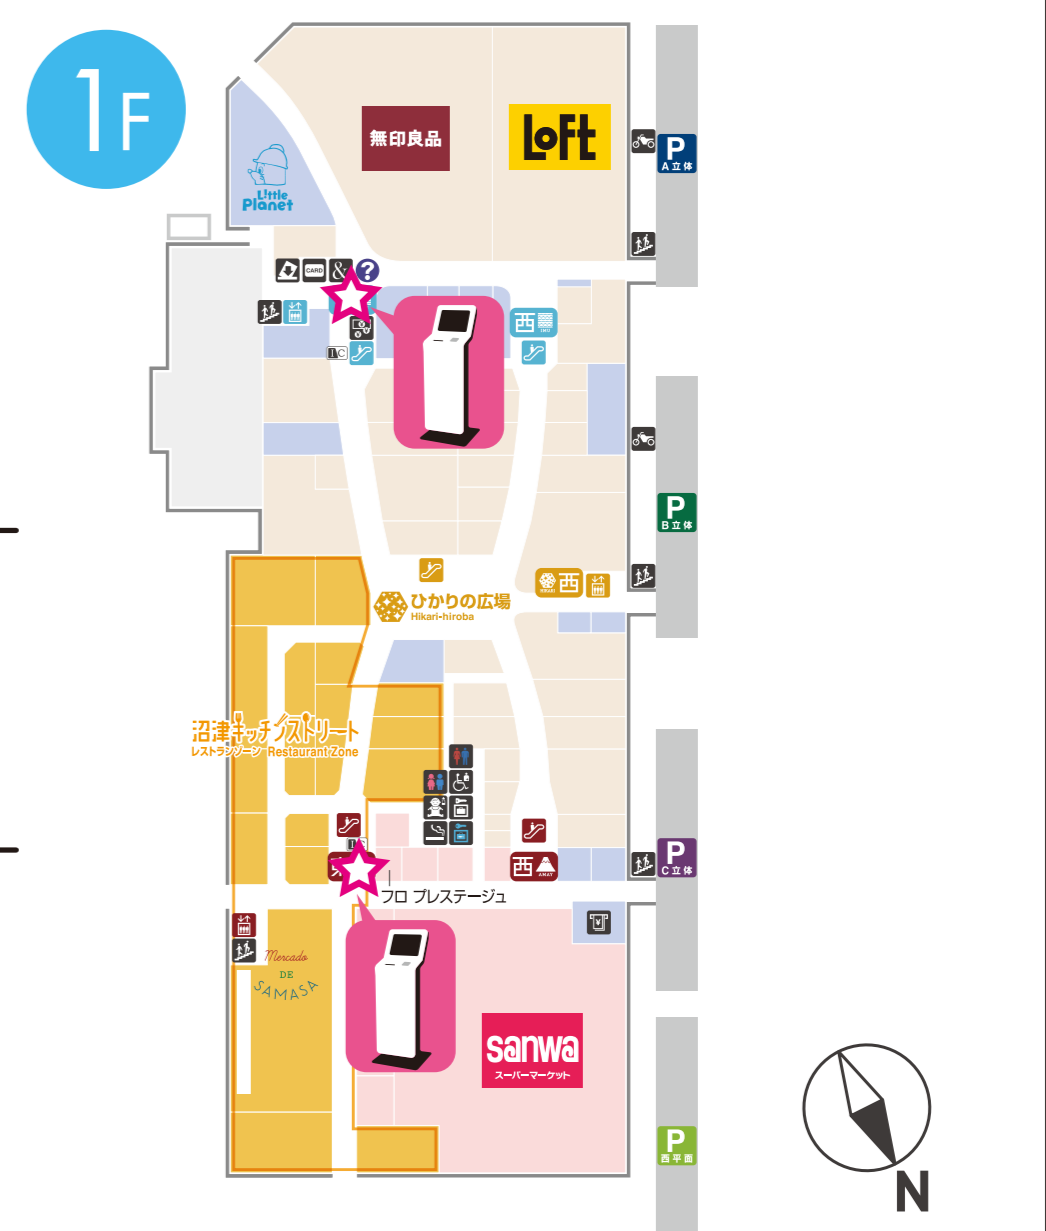 1F
無印良品
LOFT
P
A立体
Little
Planet
CARD
&
?
西
INO
IC
P
B立体
ひかりの広場
Hikari-hiroba
HIKARI
西
沼津キッチンストリート
レストランゾーン Restaurant Zone
西
AMAY
P
C立体
フロ プレステージュ
¥
Mercado
DE
SAMASA
sanwa
スーパーマーケット
P
西平面
N